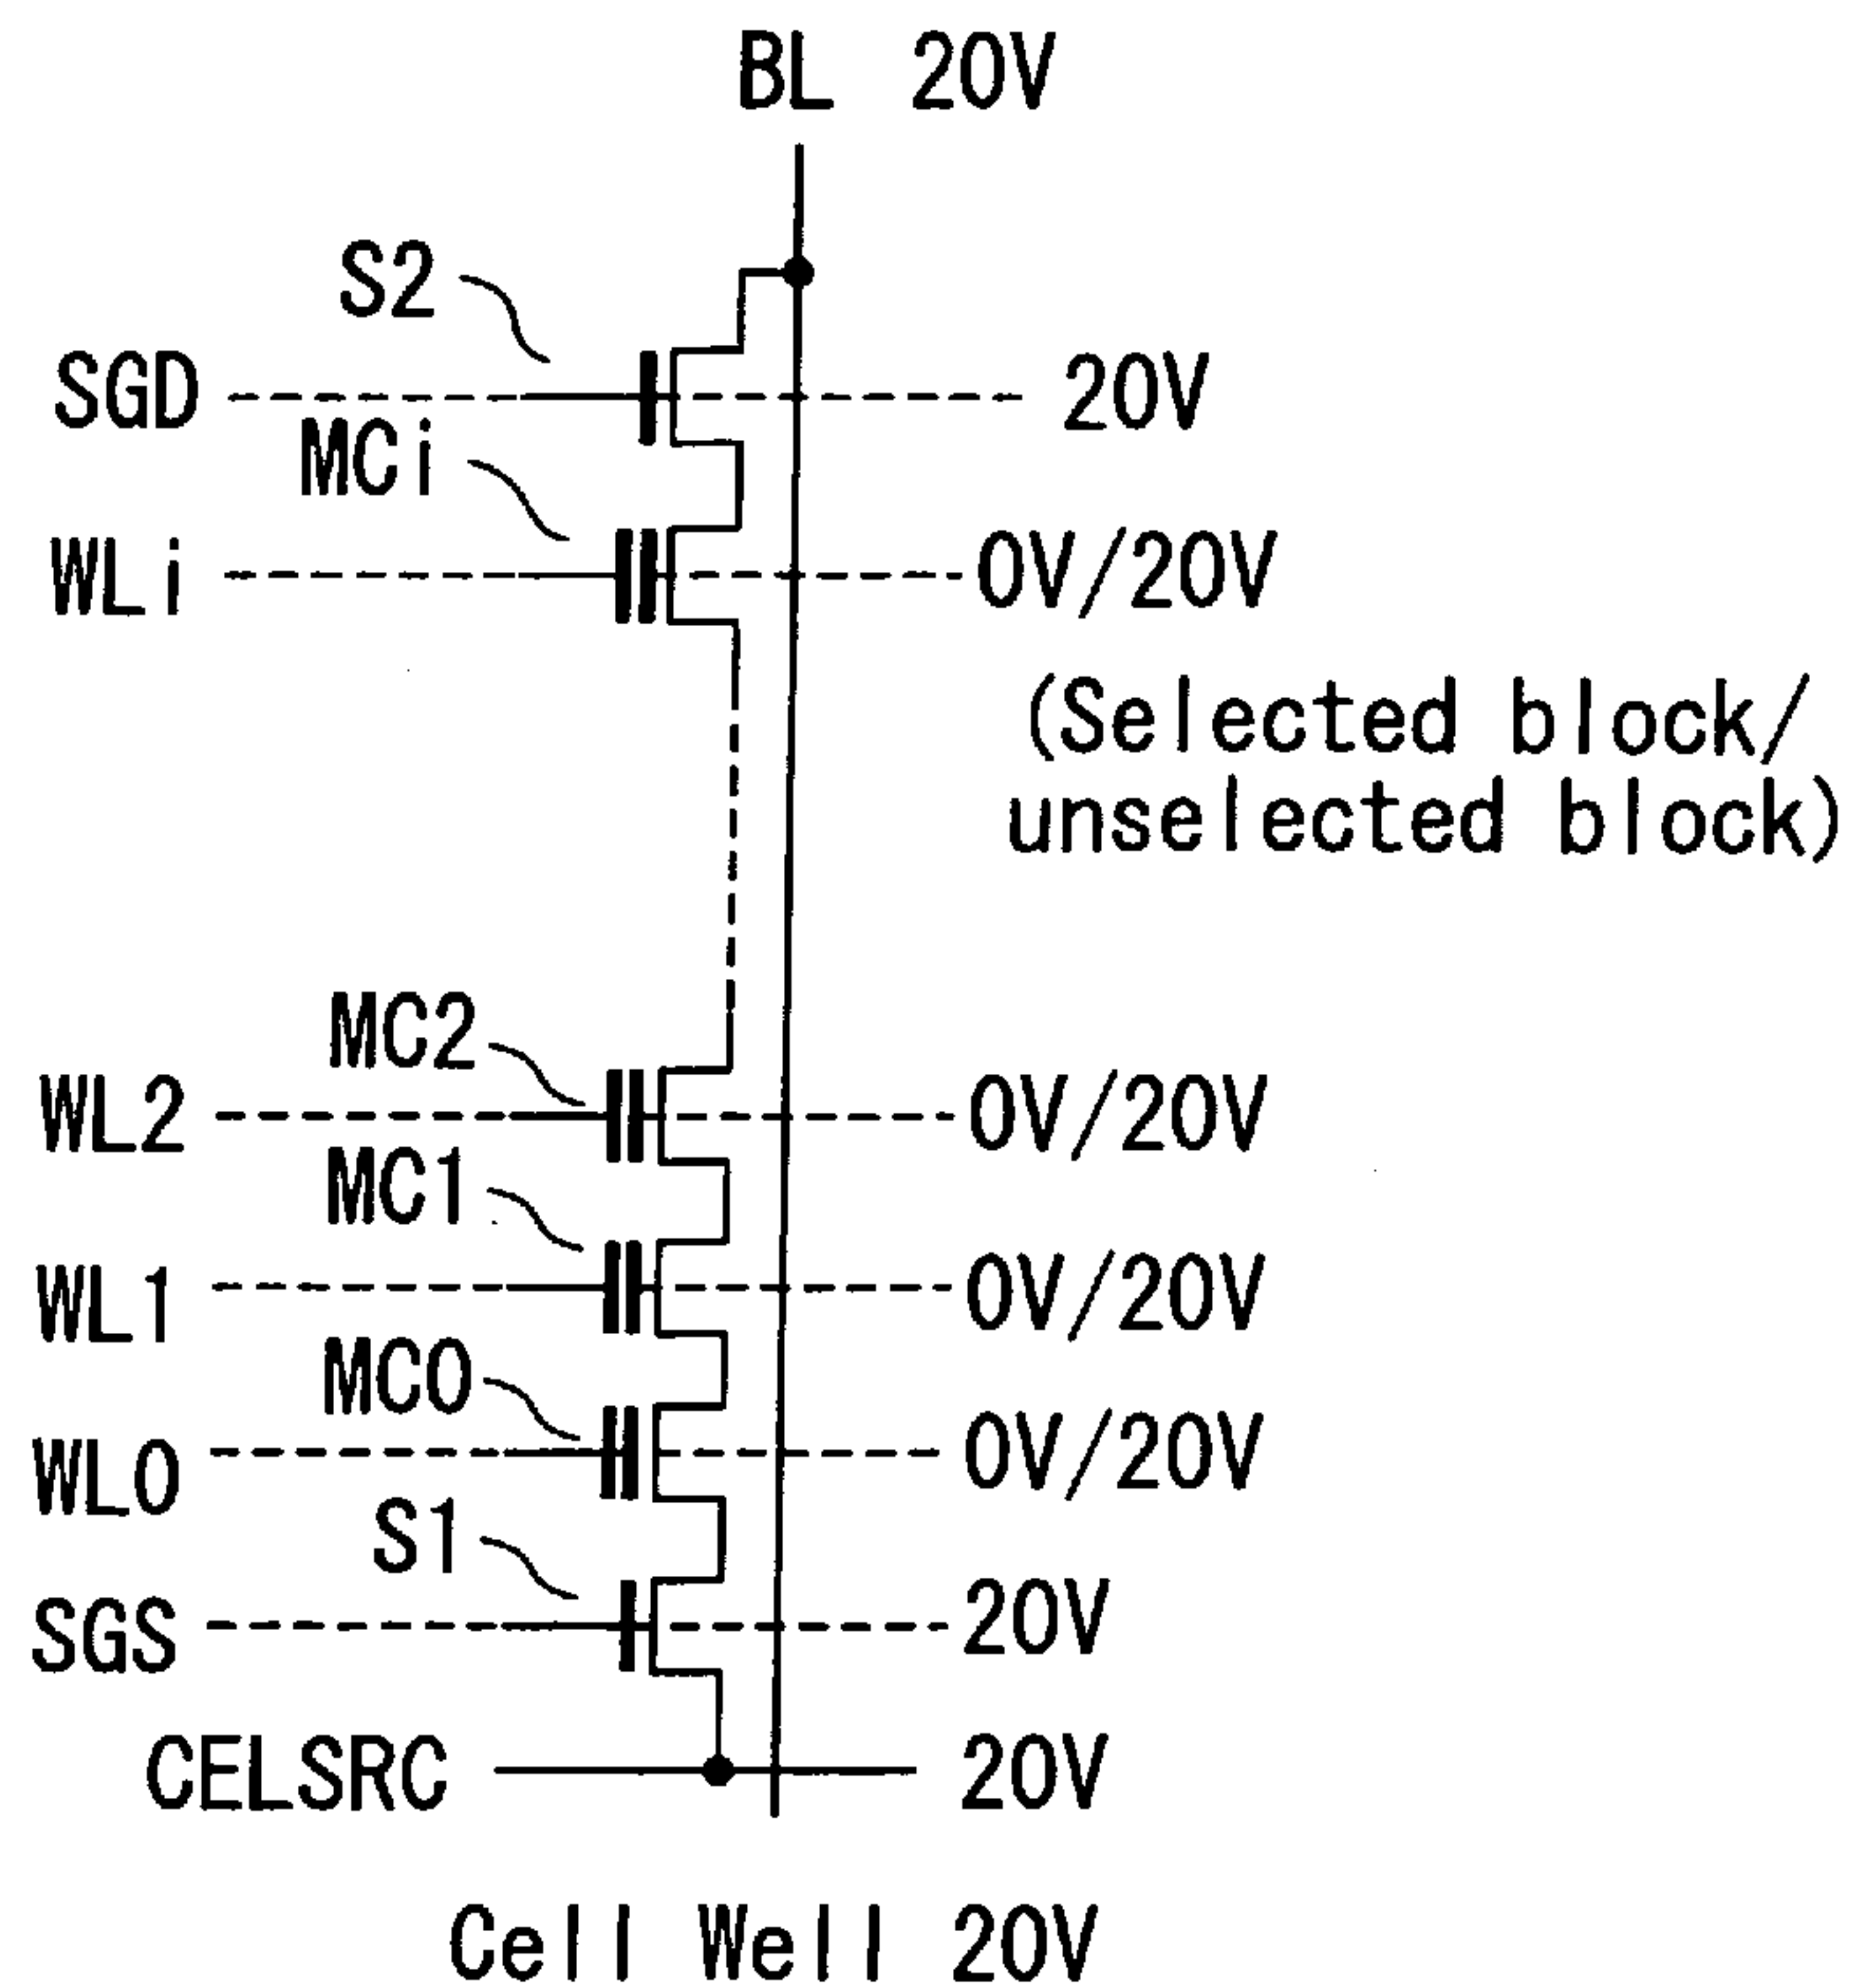 BL 20V
S2
SGD 20V
MCi
WLi 0V/20V
(Selected block/
unselected block)
MC2
WL2 0V/20V
MC1
WL1 0V/20V
MC0
WL0 0V/20V
S1
SGS 20V
CELSRC 20V
Cell Well 20V